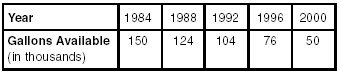 Year 1984 1988 1992 1996 2000
Gallons Available 150 124 104 76 50
(in thousands)